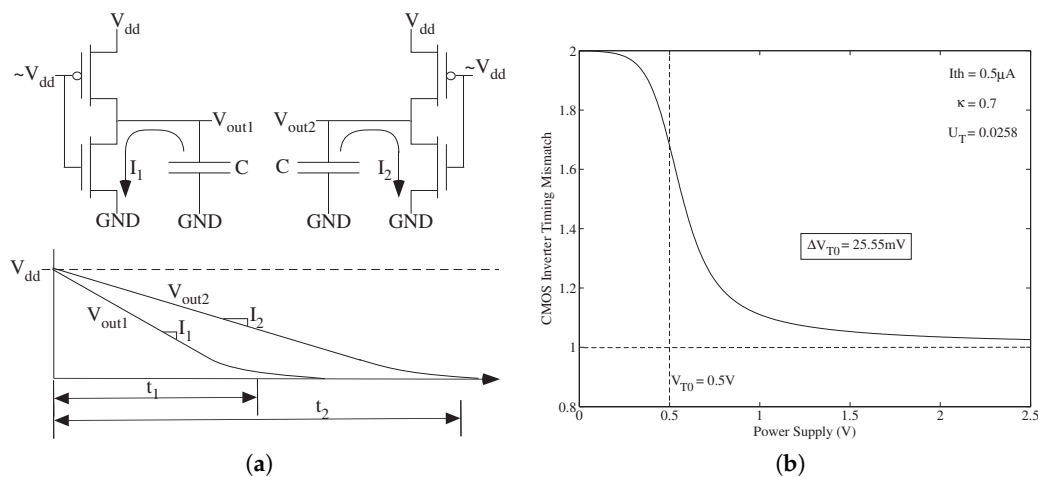 V_dd
V_dd
~V_dd
~V_dd
V_out1
V_out2
I_1
C
C
I_2
GND
GND
GND
GND
V_dd
V_out2
V_out1
I_1
I_2
t_1
t_2
(a)
CMOS Inverter Timing Mismatch
2
1.8
1.6
1.4
1.2
1
0.8
Ith = 0.5μA
κ = 0.7
U_T = 0.0258
ΔV_T0 = 25.55mV
V_T0 = 0.5V
0
0.5
1
1.5
2
2.5
Power Supply (V)
(b)